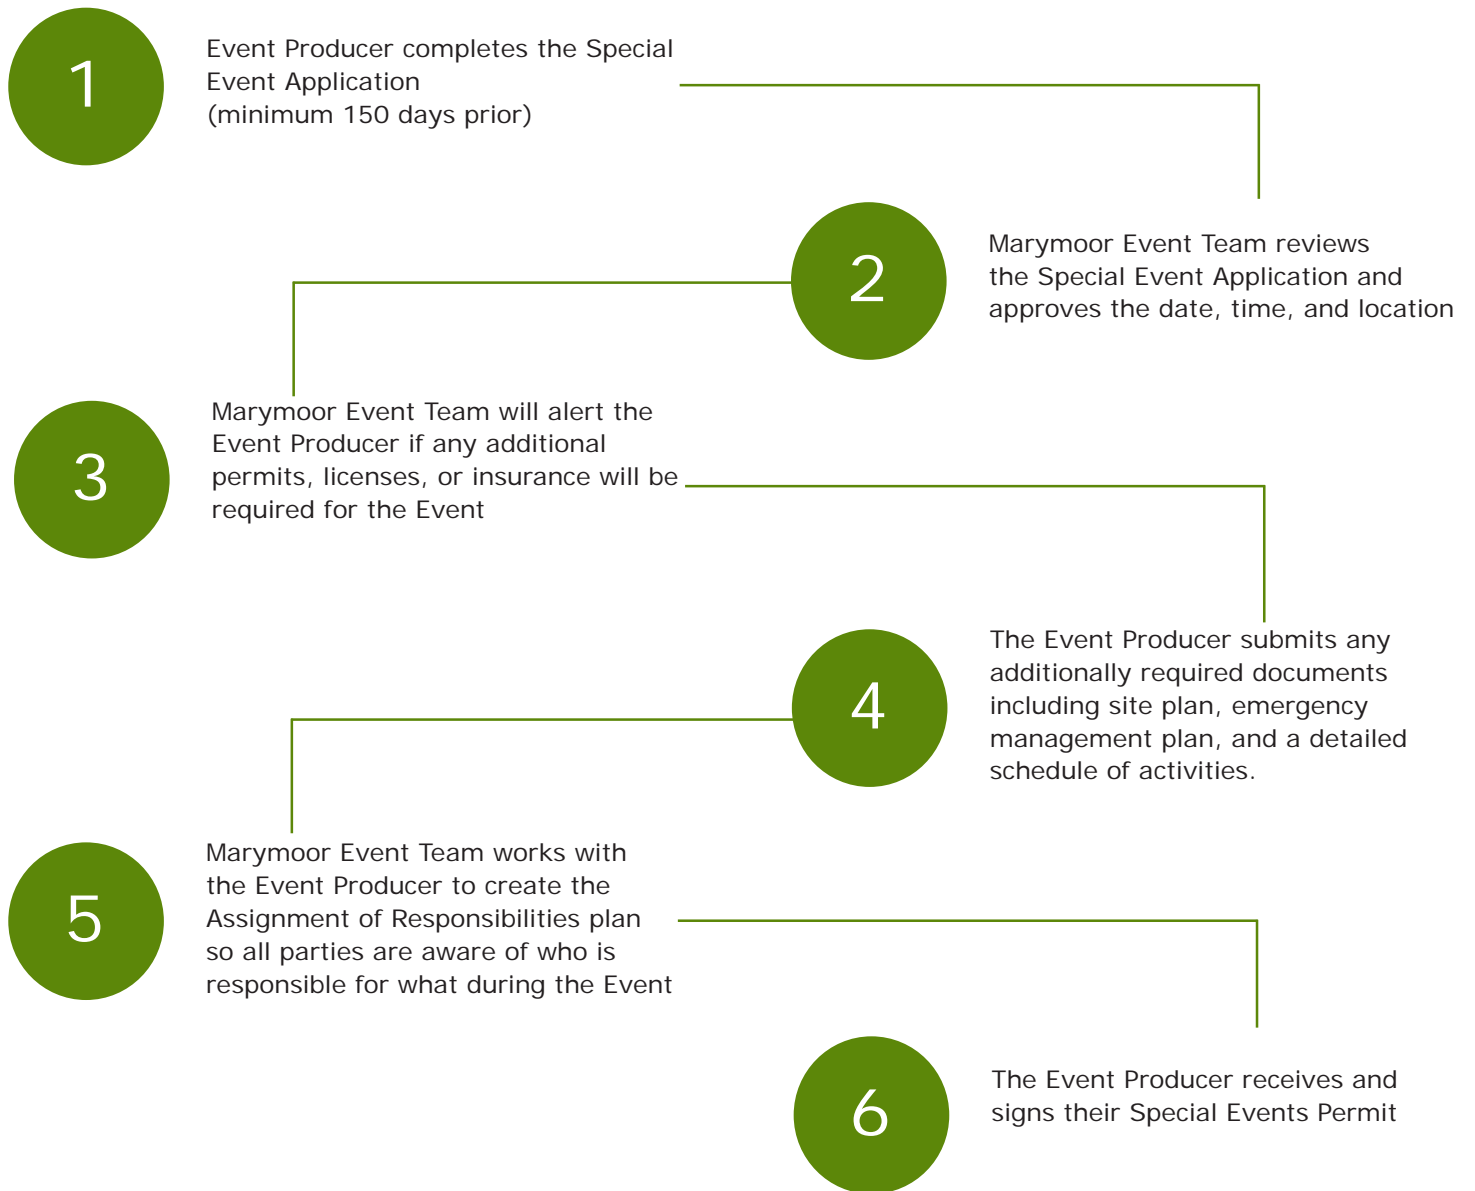 1
Event Producer completes the Special
Event Application
(minimum 150 days prior)
2
Marymoor Event Team reviews
the Special Event Application and
approves the date, time, and location
3
Marymoor Event Team will alert the
Event Producer if any additional
permits, licenses, or insurance will be
required for the Event
4
The Event Producer submits any
additionally required documents
including site plan, emergency
management plan, and a detailed
schedule of activities.
5
Marymoor Event Team works with
the Event Producer to create the
Assignment of Responsibilities plan
so all parties are aware of who is
responsible for what during the Event
6
The Event Producer receives and
signs their Special Events Permit